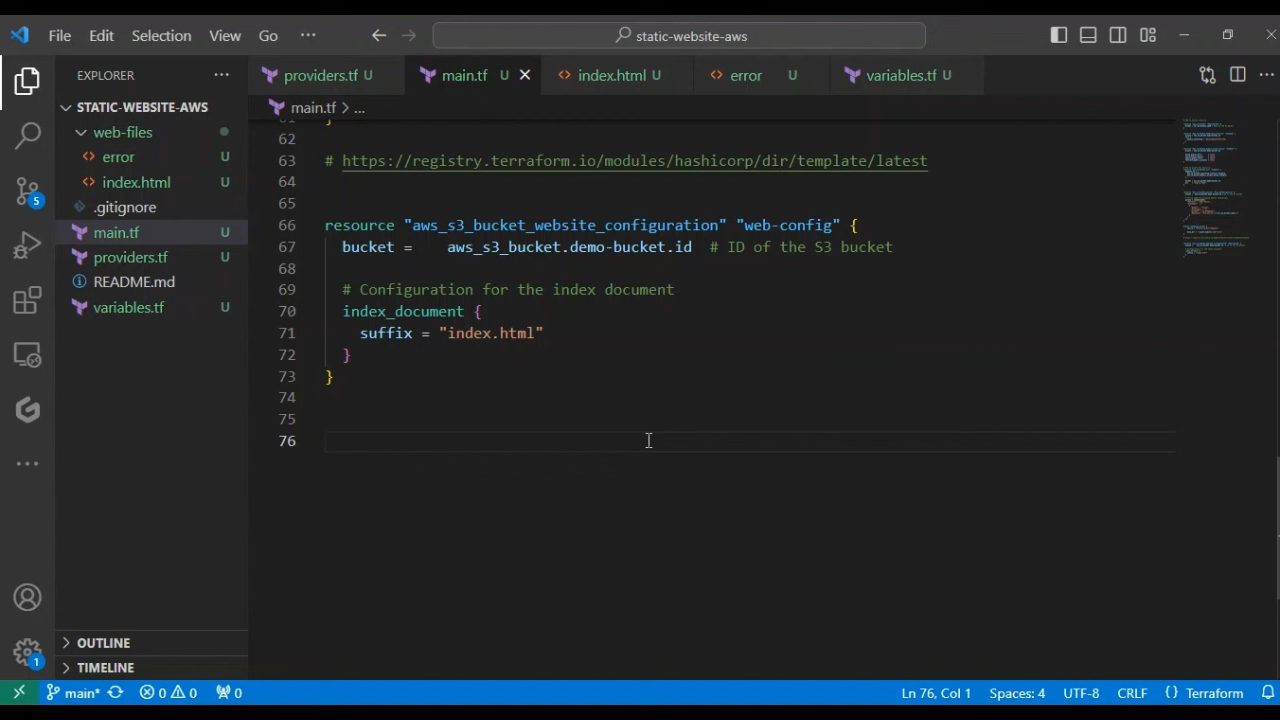 File Edit Selection View Go ··· static-website-aws
EXPLORER ···
STATIC-WEBSITE-AWS
web-files
error U
index.html U
.gitignore
main.tf U
providers.tf U
README.md
variables.tf U
OUTLINE
TIMELINE
5
1
providers.tf U main.tf U index.html U error U variables.tf U
main.tf > ...
61 }
62
63 # https://registry.terraform.io/modules/hashicorp/dir/template/latest
64
65
66 resource "aws_s3_bucket_website_configuration" "web-config" {
67 bucket = aws_s3_bucket.demo-bucket.id # ID of the S3 bucket
68
69 # Configuration for the index document
70 index_document {
71 suffix = "index.html"
72 }
73 }
74
75
76
main* 0 0 0 Ln 76, Col 1 Spaces: 4 UTF-8 CRLF {} Terraform